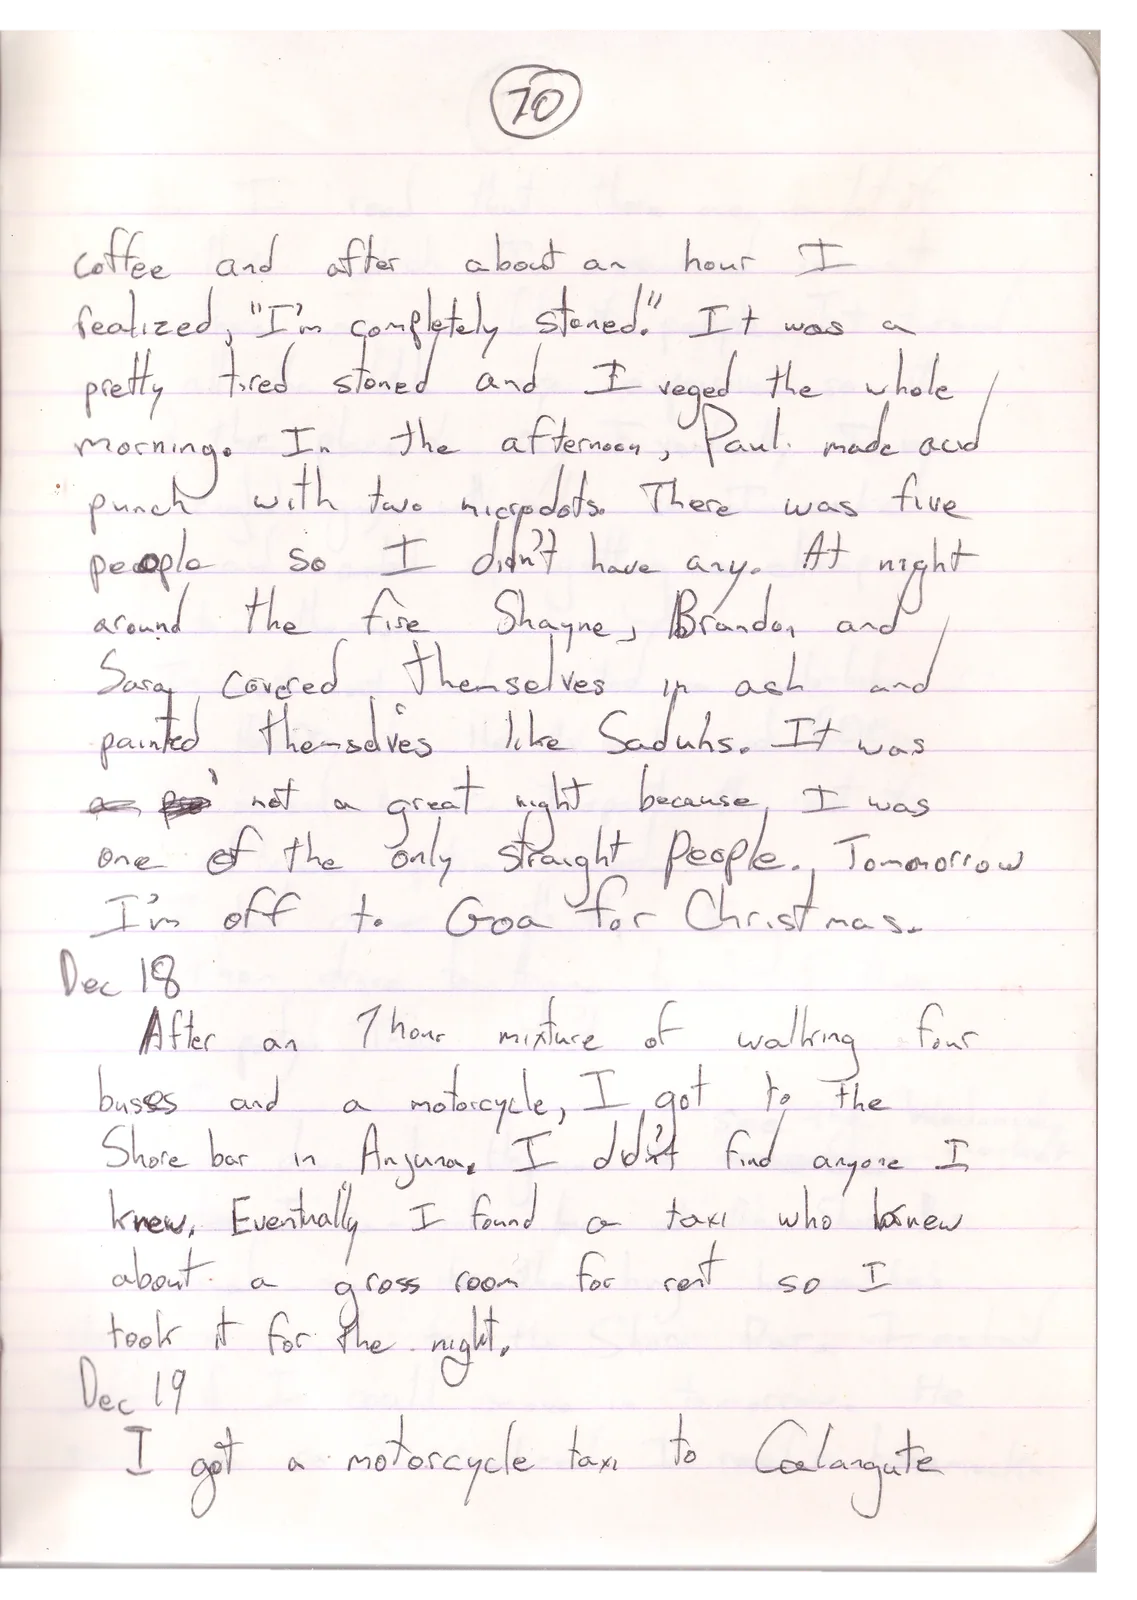 70
coffee and after about an hour I
realized, "I'm completely stoned." It was a
pretty tired stoned and I veged the whole
morning. In the afternoon, Paul made acid
punch with two microdots. There was five
people so I didn't have any. At night
around the fire Shayne, Brandon and
Sara covered themselves in ash and
painted themselves like Saduhs. It was
not a great night because I was
one of the only straight people. Tomorrow
I'm off to Goa for Christmas.
Dec 18
After an 7 hour mixture of walking four
busses and a motorcycle, I got to the
Shore bar in Anjuna. I didn't find anyone I
knew. Eventually I found a taxi who knew
about a gross room for rent so I
took it for the night.
Dec 19
I got a motorcycle taxi to Calangute